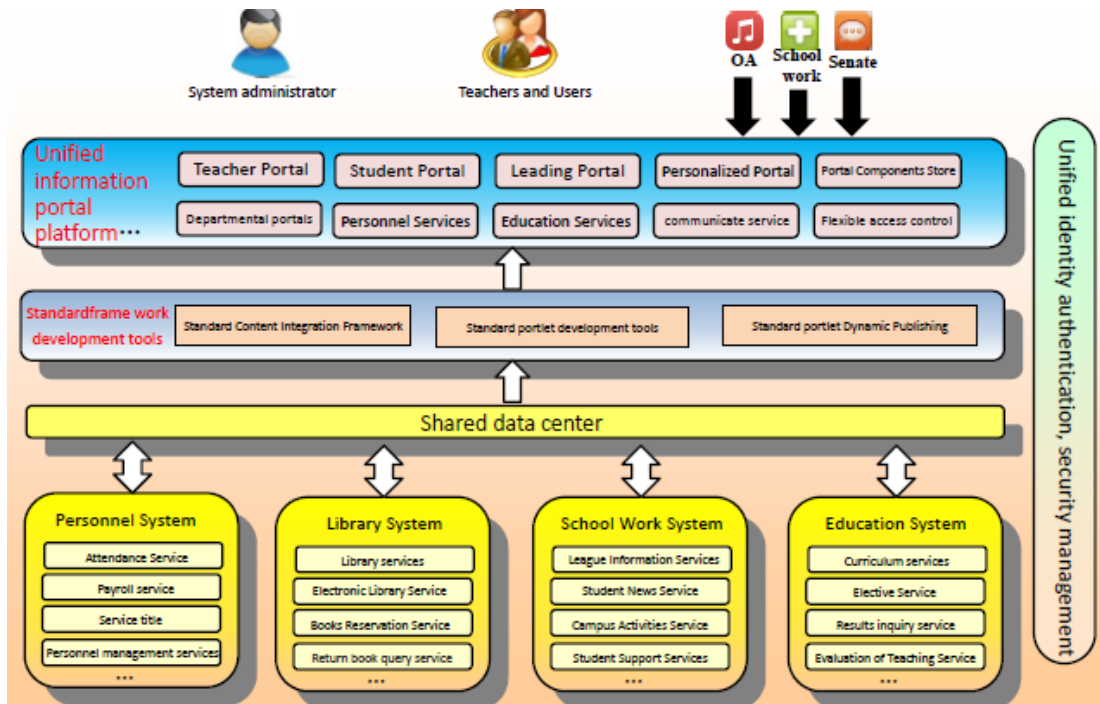 System administrator
Teachers and Users
OA
School
work
Senate
Unified
information
portal
platform···
Teacher Portal
Student Portal
Leading Portal
Personalized Portal
Portal Components Store
Departmental portals
Personnel Services
Education Services
communicate service
Flexible access control
Standardframe work
development tools
Standard Content Integration Framework
Standard portlet development tools
Standard portlet Dynamic Publishing
Shared data center
Personnel System
Attendance Service
Payroll service
Service title
Personnel management services
···
Library System
Library services
Electronic Library Service
Books Reservation Service
Return book query service
···
School Work System
League Information Services
Student News Service
Campus Activities Service
Student Support Services
···
Education System
Curriculum services
Elective Service
Results inquiry service
Evaluation of Teaching Service
···
Unified identity authentication, security management